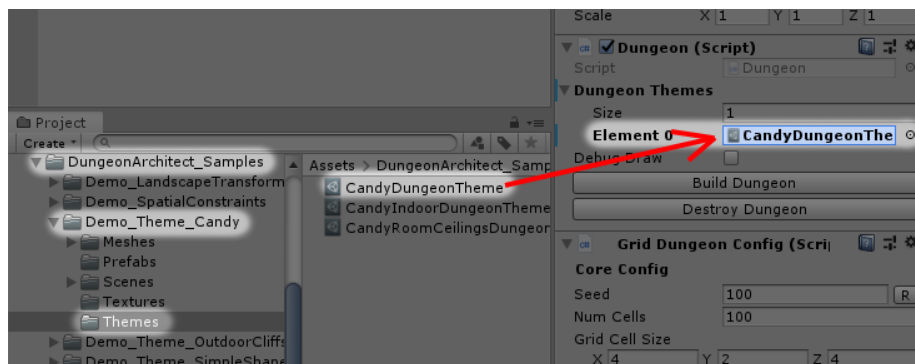 Scale X 1 Y 1 Z 1
Dungeon (Script)
Script Dungeon
Dungeon Themes
Size 1
Element 0 CandyDungeonThe
Debug Draw
Build Dungeon
Destroy Dungeon
Grid Dungeon Config (Scrip
Core Config
Seed 100 R
Num Cells 100
Grid Cell Size
X 4 Y 2 Z 4
Project
Create
DungeonArchitect_Samples
Demo_LandscapeTransform
Demo_SpatialConstraints
Demo_Theme_Candy
Meshes
Prefabs
Scenes
Textures
Themes
Demo_Theme_OutdoorCliffs
Demo_Theme_SimpleShape
Assets > DungeonArchitect_Samp
CandyDungeonTheme
CandyIndoorDungeonTheme
CandyRoomCeilingsDungeon